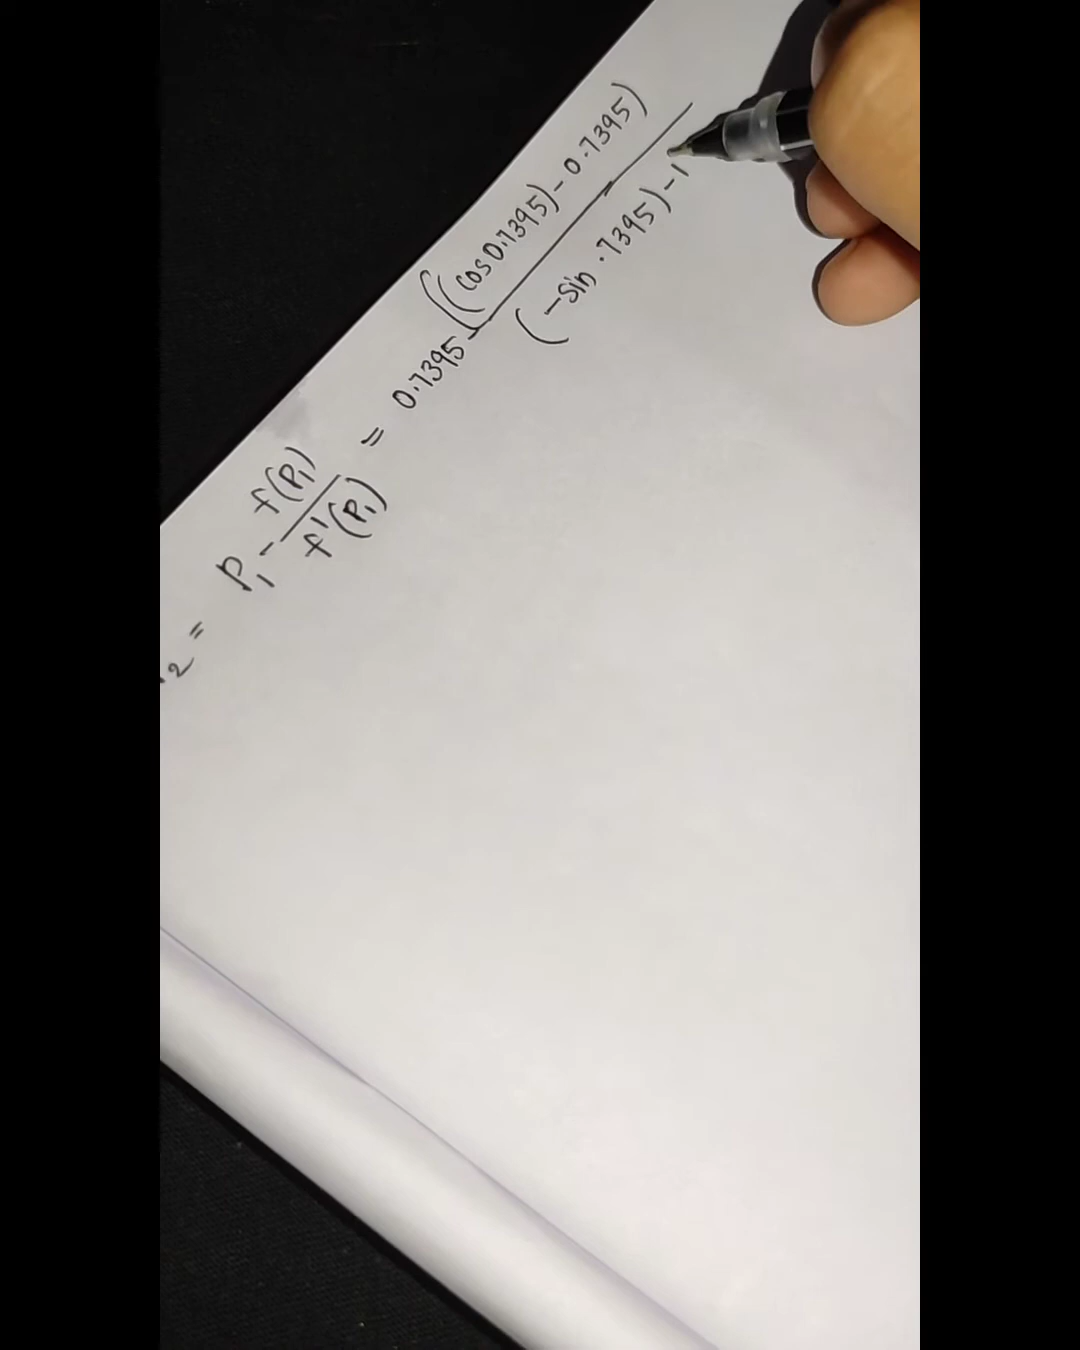 ₂ = P₁ - f(P₁) / f'(P₁) = 0.7395 - ((cos 0.7395) - 0.7395) / (-sin .7395) - 1